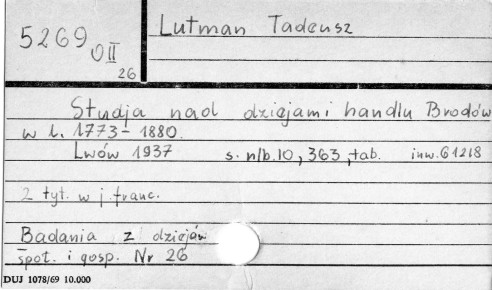 5269 OII
26
Lutman Tadeusz
Studja nad dziejami handlu Brodów
w l. 1773-1880.
Lwów 1937 s. nlb. 10, 363, tab. inw. 61218
2 tyt. w j. franc.
Badania z dziejów
społ. i gosp. Nr 26
DUJ 1078/69 10.000